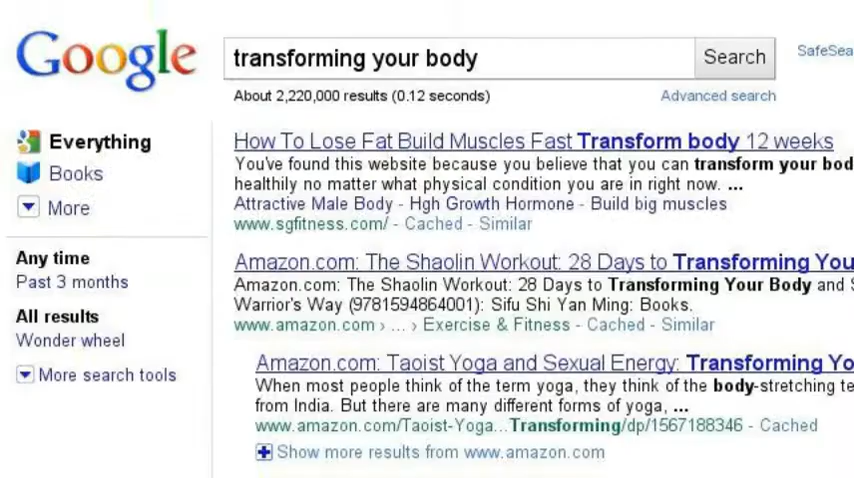 Google
transforming your body
Search
SafeSea
About 2,220,000 results (0.12 seconds)
Advanced search
Everything
Books
More
Any time
Past 3 months
All results
Wonder wheel
More search tools
How To Lose Fat Build Muscles Fast Transform body 12 weeks
You've found this website because you believe that you can transform your bod
healthily no matter what physical condition you are in right now. ...
Attractive Male Body - Hgh Growth Hormone - Build big muscles
www.sgfitness.com/ - Cached - Similar
Amazon.com: The Shaolin Workout: 28 Days to Transforming You
Amazon.com: The Shaolin Workout: 28 Days to Transforming Your Body and S
Warrior's Way (9781594864001): Sifu Shi Yan Ming: Books.
www.amazon.com › ... › Exercise & Fitness - Cached - Similar
Amazon.com: Taoist Yoga and Sexual Energy: Transforming Yo
When most people think of the term yoga, they think of the body-stretching te
from India. But there are many different forms of yoga, ...
www.amazon.com/Taoist-Yoga...Transforming/dp/1567188346 - Cached
Show more results from www.amazon.com